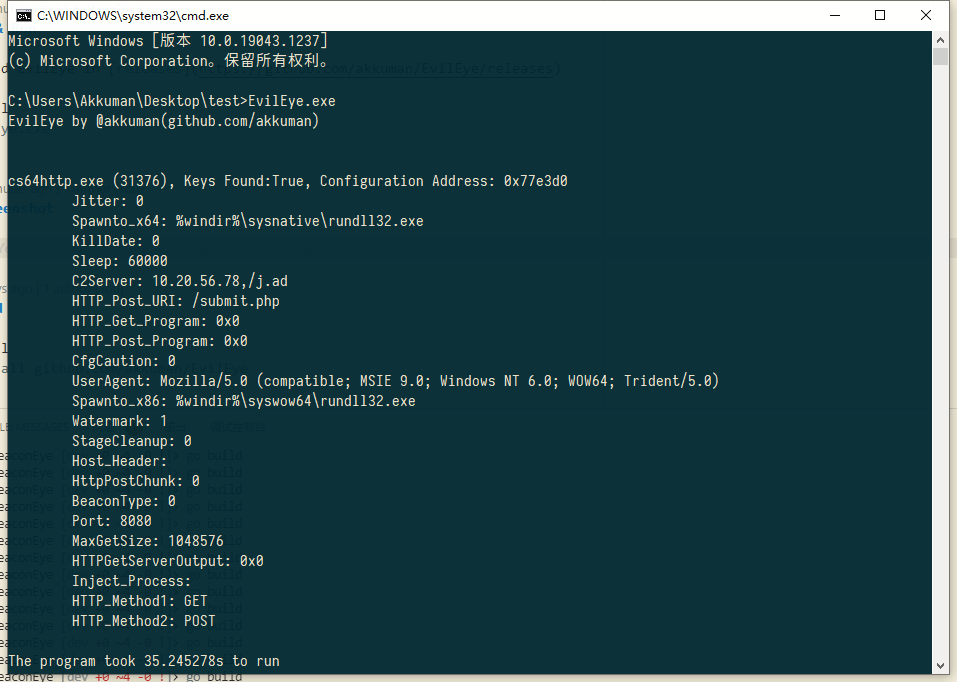 C:\WINDOWS\system32\cmd.exe
Microsoft Windows [版本 10.0.19043.1237]
(c) Microsoft Corporation。保留所有权利。
C:\Users\Akkuman\Desktop\test>EvilEye.exe
EvilEye by @akkuman(github.com/akkuman)
cs64http.exe (31376), Keys Found:True, Configuration Address: 0x77e3d0
Jitter: 0
Spawnto_x64: %windir%\sysnative\rundll32.exe
KillDate: 0
Sleep: 60000
C2Server: 10.20.56.78,/j.ad
HTTP_Post_URI: /submit.php
HTTP_Get_Program: 0x0
HTTP_Post_Program: 0x0
CfgCaution: 0
UserAgent: Mozilla/5.0 (compatible; MSIE 9.0; Windows NT 6.0; WOW64; Trident/5.0)
Spawnto_x86: %windir%\syswow64\rundll32.exe
Watermark: 1
StageCleanup: 0
Host_Header:
HttpPostChunk: 0
BeaconType: 0
Port: 8080
MaxGetSize: 1048576
HTTPGetServerOutput: 0x0
Inject_Process:
HTTP_Method1: GET
HTTP_Method2: POST
The program took 35.245278s to run
eaconEye [dev +0 ~4 -0 !]> go build